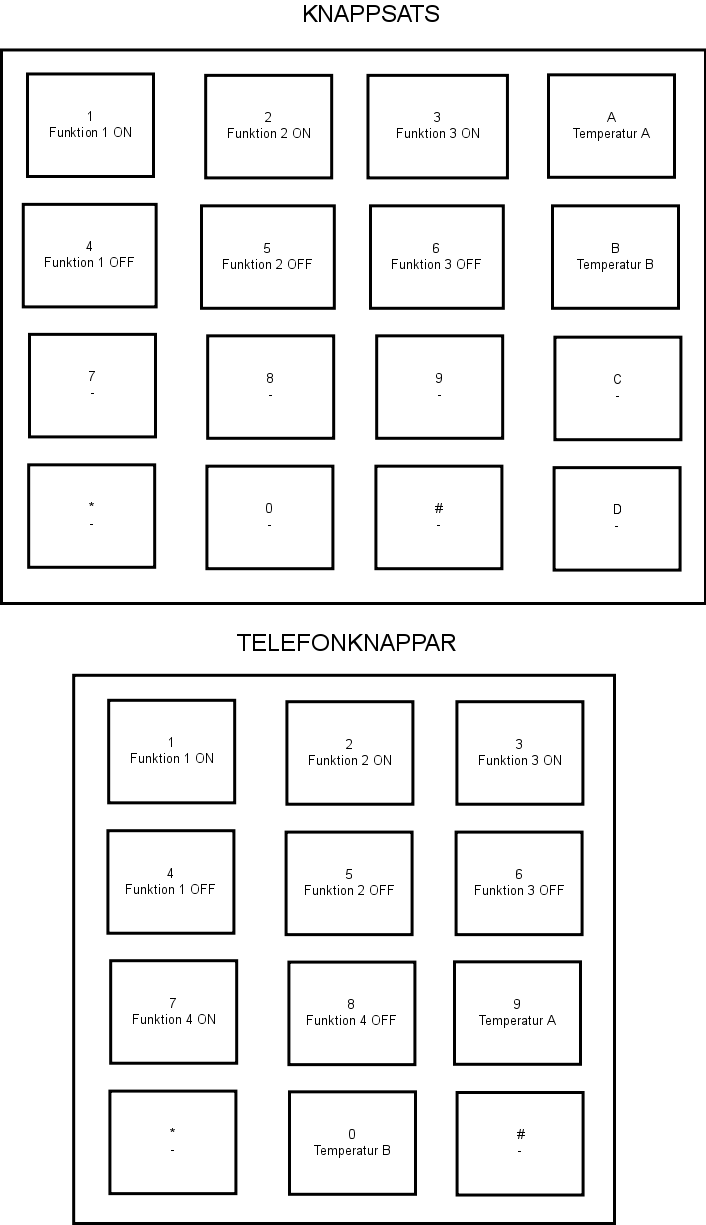 KNAPPSATS
1
Funktion 1 ON
2
Funktion 2 ON
3
Funktion 3 ON
A
Temperatur A
4
Funktion 1 OFF
5
Funktion 2 OFF
6
Funktion 3 OFF
B
Temperatur B
7
-
8
-
9
-
C
-
*
-
0
-
#
-
D
-
TELEFONKNAPPAR
1
Funktion 1 ON
2
Funktion 2 ON
3
Funktion 3 ON
4
Funktion 1 OFF
5
Funktion 2 OFF
6
Funktion 3 OFF
7
Funktion 4 ON
8
Funktion 4 OFF
9
Temperatur A
*
-
0
Temperatur B
#
-